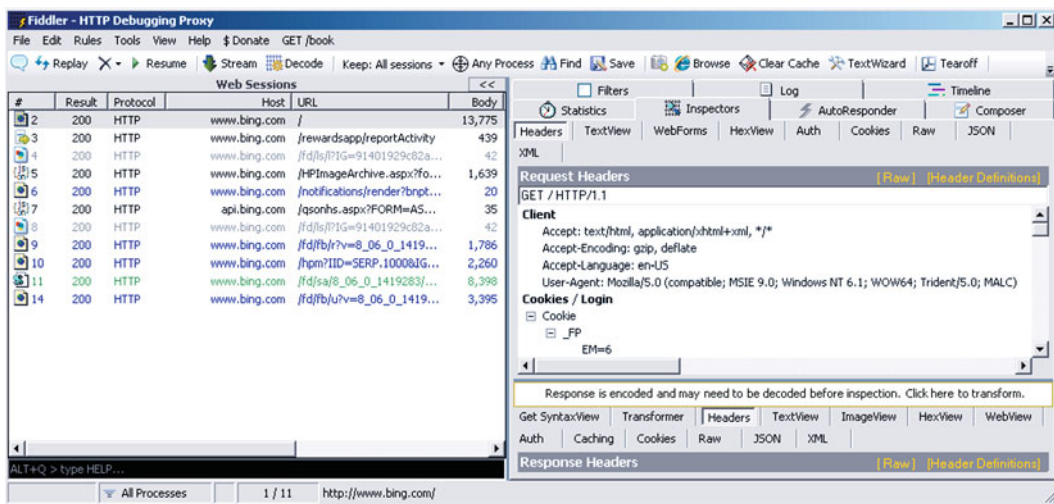 Fiddler - HTTP Debugging Proxy
File Edit Rules Tools View Help $ Donate GET /book
Replay Resume Stream Decode Keep: All sessions Any Process Find Save Browse Clear Cache TextWizard Tearoff
Web Sessions <<
# Result Protocol Host URL Body
2 200 HTTP www.bing.com / 13,775
3 200 HTTP www.bing.com /rewardsapp/reportActivity 439
4 200 HTTP www.bing.com /fd/ls/l?IG=91401929c82a... 42
5 200 HTTP www.bing.com /HPImageArchive.aspx?fo... 1,639
6 200 HTTP www.bing.com /notifications/render?bnpt... 20
7 200 HTTP api.bing.com /qsonhs.aspx?FORM=AS... 35
8 200 HTTP www.bing.com /fd/ls/l?IG=91401929c82a... 42
9 200 HTTP www.bing.com /fd/fb/r?v=8_06_0_1419... 1,786
10 200 HTTP www.bing.com /hpm?IID=SERP.1000&IG... 2,260
11 200 HTTP www.bing.com /fd/sa/8_06_0_1419283/... 8,398
14 200 HTTP www.bing.com /fd/fb/u?v=8_06_0_1419... 3,395
ALT+Q > type HELP...
All Processes 1 / 11 http://www.bing.com/
Filters Log Timeline
Statistics Inspectors AutoResponder Composer
Headers TextView WebForms HexView Auth Cookies Raw JSON
XML
Request Headers [Raw] [Header Definitions]
GET / HTTP/1.1
Client
Accept: text/html, application/xhtml+xml, */*
Accept-Encoding: gzip, deflate
Accept-Language: en-US
User-Agent: Mozilla/5.0 (compatible; MSIE 9.0; Windows NT 6.1; WOW64; Trident/5.0; MALC)
Cookies / Login
Cookie
_FP
EM=6
Response is encoded and may need to be decoded before inspection. Click here to transform.
Get SyntaxView Transformer Headers TextView ImageView HexView WebView
Auth Caching Cookies Raw JSON XML
Response Headers [Raw] [Header Definitions]